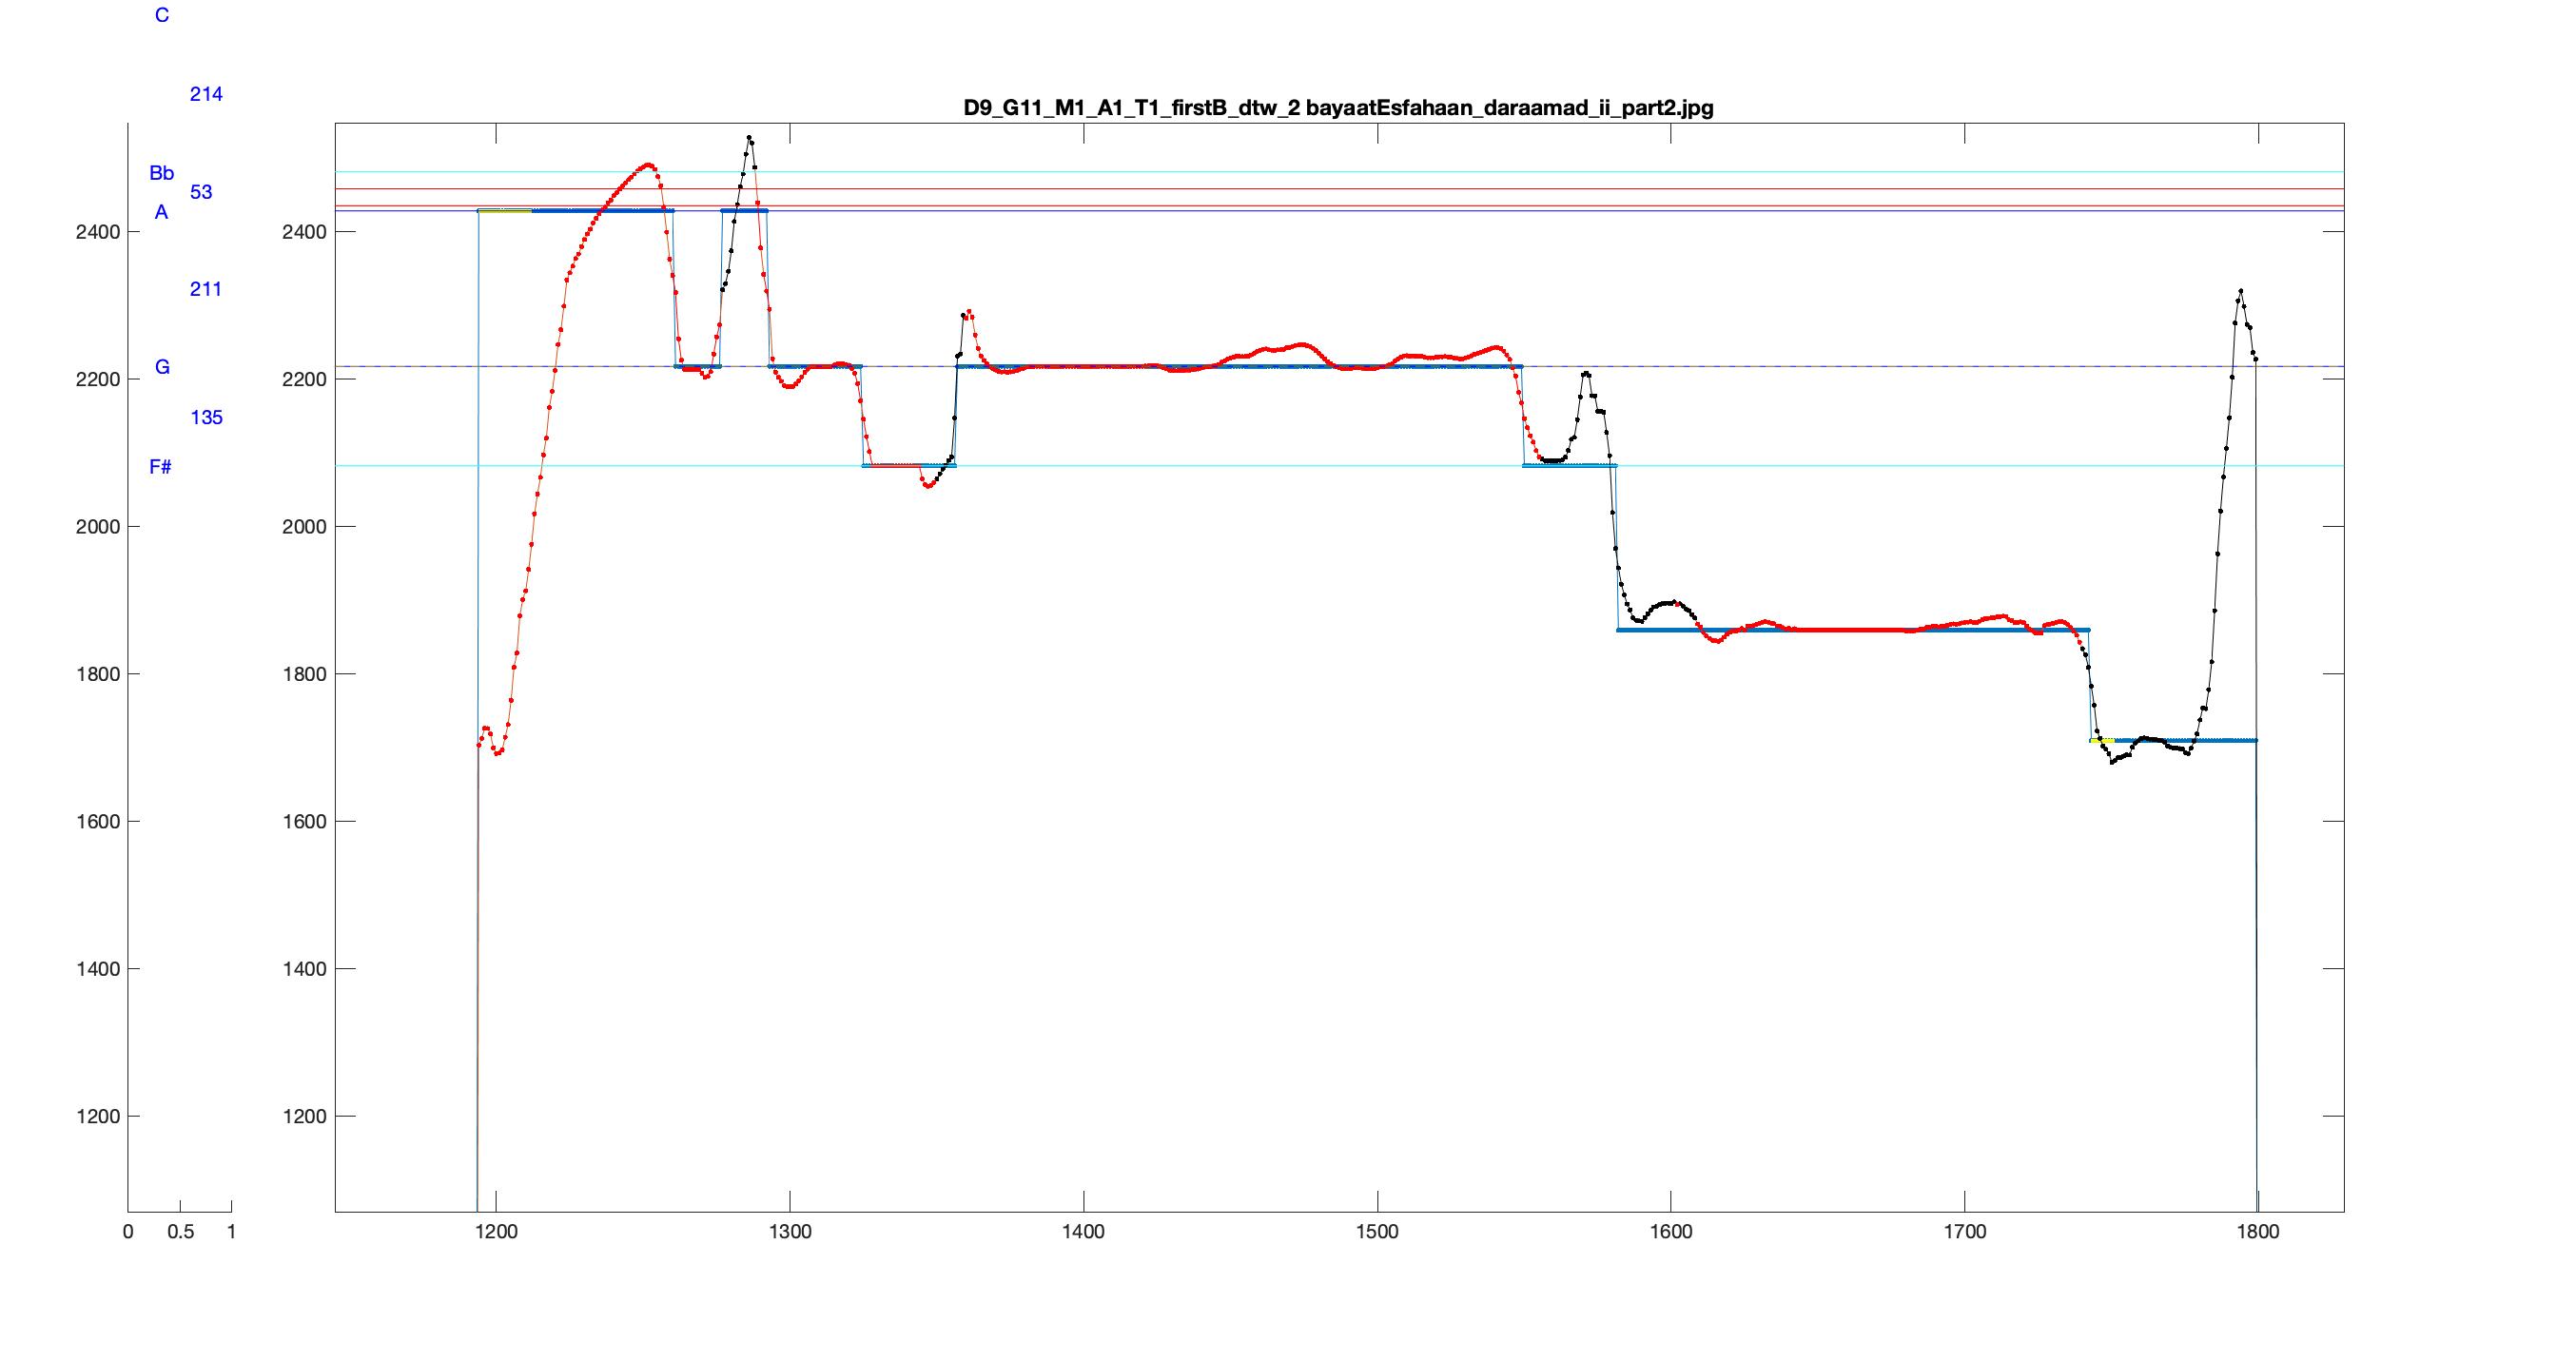 C
214
D9_G11_M1_A1_T1_firstB_dtw_2 bayaatEsfahaan_daraamad_ii_part2.jpg
Bb
53
A
2400 2400
211
G
2200 2200
135
F#
2000 2000
1800 1800
1600 1600
1400 1400
1200 1200
0 0.5 1 1200 1300 1400 1500 1600 1700 1800